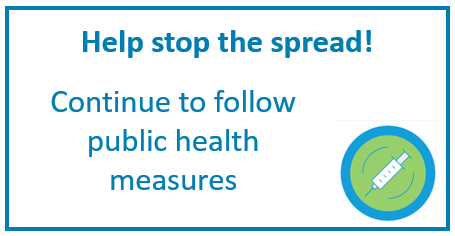 Help stop the spread!
Continue to follow
public health
measures